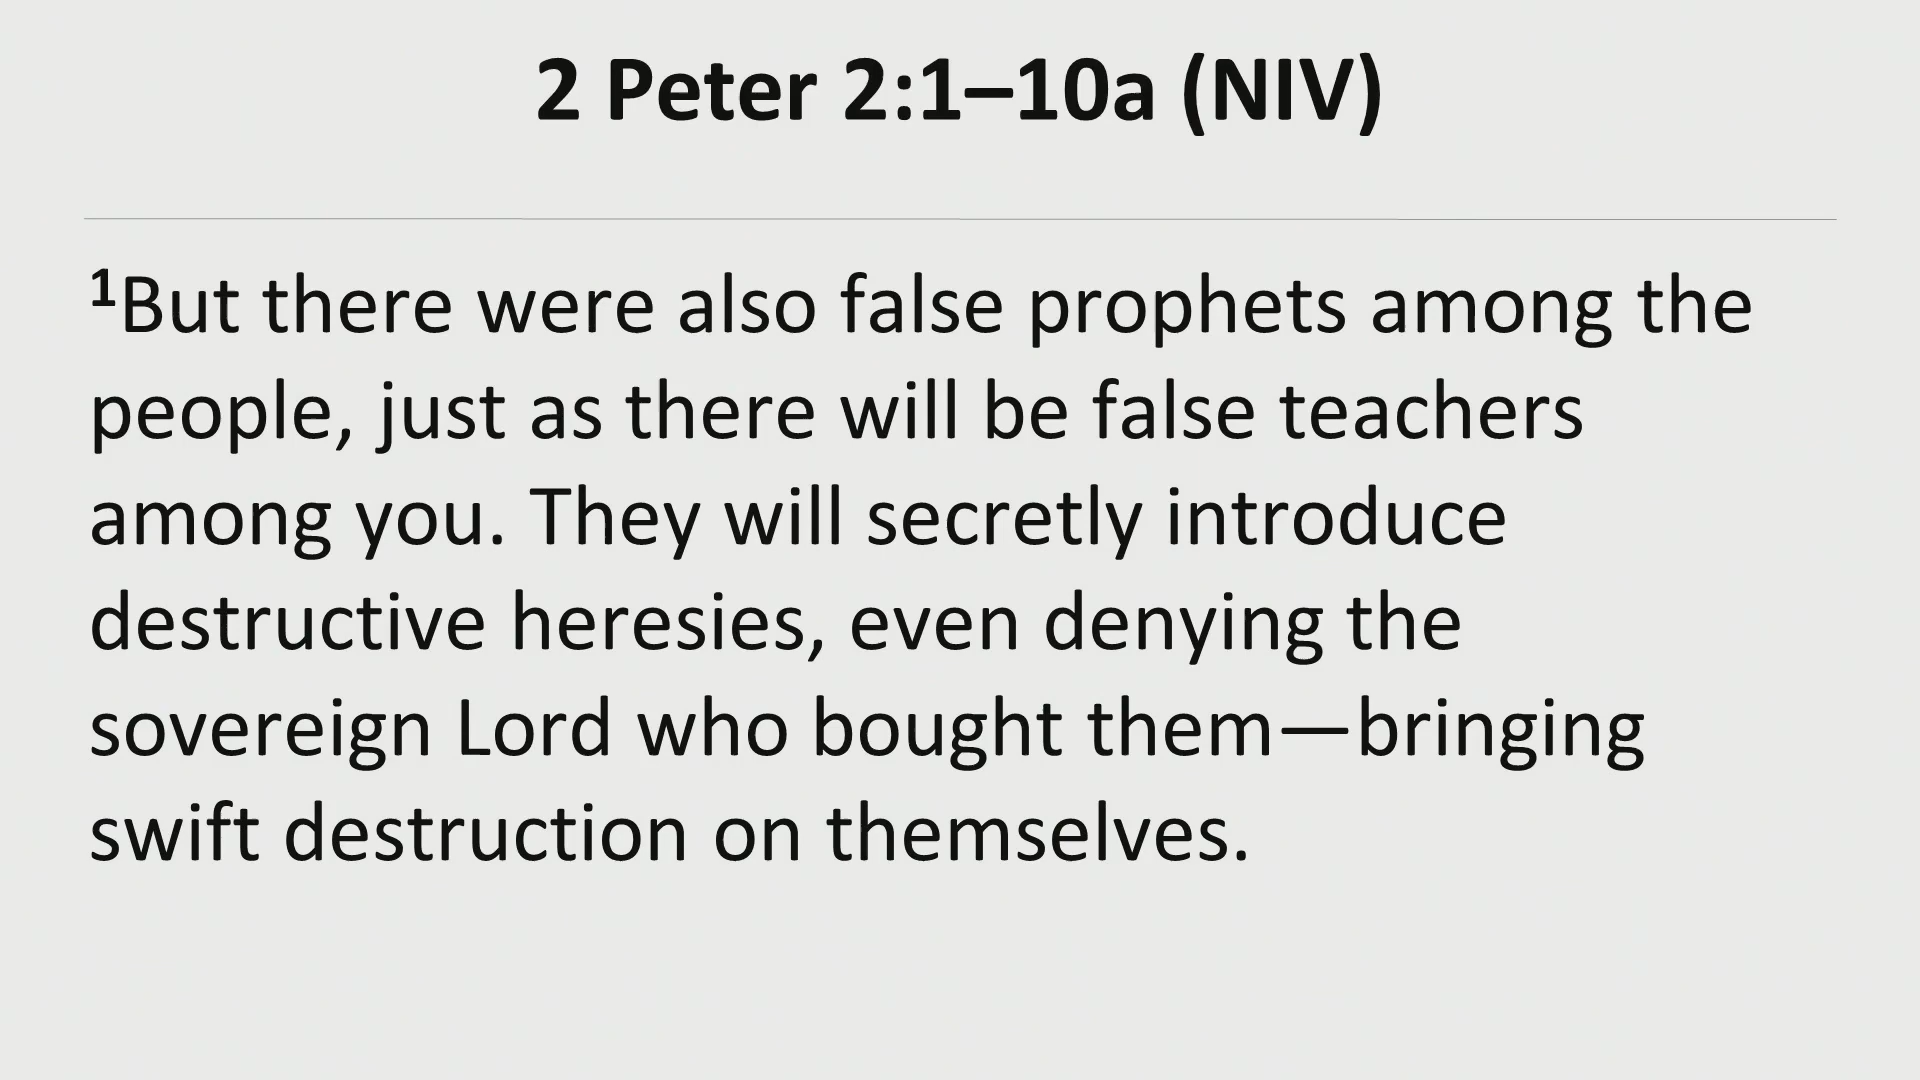 2 Peter 2:1–10a (NIV)
¹But there were also false prophets among the
people, just as there will be false teachers
among you. They will secretly introduce
destructive heresies, even denying the
sovereign Lord who bought them—bringing
swift destruction on themselves.